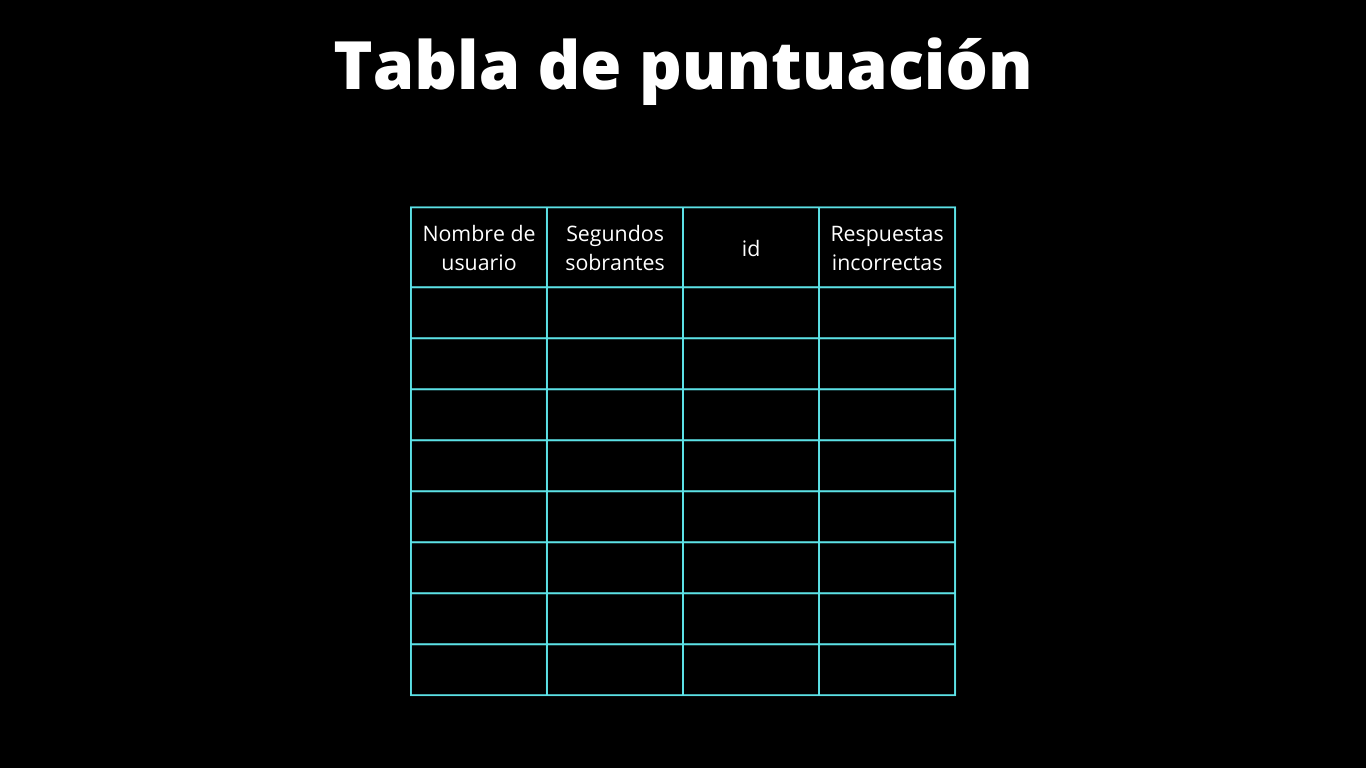 Tabla de puntuación
Nombre de
usuario
Segundos
sobrantes
id
Respuestas
incorrectas